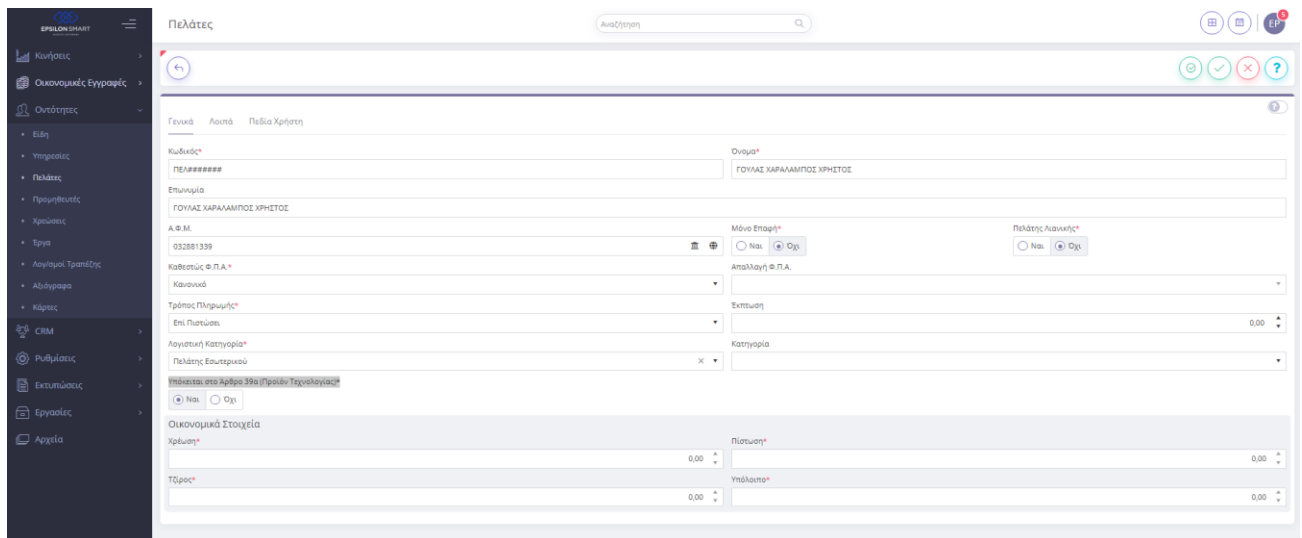 EPSILON SMART
Πελάτες
Αναζήτηση
EP
5
Κινήσεις
Οικονομικές Εγγραφές
Οντότητες
Είδη
Υπηρεσίες
Πελάτες
Προμηθευτές
Χρεώσεις
Έργα
Λογ/σμοί Τραπέζης
Αξιόγραφα
Κάρτες
CRM
Ρυθμίσεις
Εκτυπώσεις
Εργασίες
Αρχεία
?
?
Γενικά Λοιπά Πεδία Χρήστη
Κωδικός* Όνομα*
ΠΕΛ####### ΓΟΥΛΑΣ ΧΑΡΑΛΑΜΠΟΣ ΧΡΗΣΤΟΣ
Επωνυμία
ΓΟΥΛΑΣ ΧΑΡΑΛΑΜΠΟΣ ΧΡΗΣΤΟΣ
Α.Φ.Μ. Μόνο Επαφή* Πελάτης Λιανικής*
032881339 Ναι Όχι Ναι Όχι
Καθεστώς Φ.Π.Α.* Απαλλαγή Φ.Π.Α.
Κανονικό
Τρόπος Πληρωμής* Έκπτωση
Επί Πιστώσει 0,00
Λογιστική Κατηγορία* Κατηγορία
Πελάτης Εσωτερικού
Υπόκειται στο Άρθρο 39α (Προϊόν Τεχνολογίας)*
Ναι Όχι
Οικονομικά Στοιχεία
Χρέωση* Πίστωση*
0,00 0,00
Τζίρος* Υπόλοιπο*
0,00 0,00